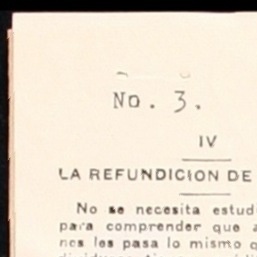 No. 3.
IV
LA REFUNDICION DE
No se necesita estudi
para comprender que a
nes les pasa lo mismo q